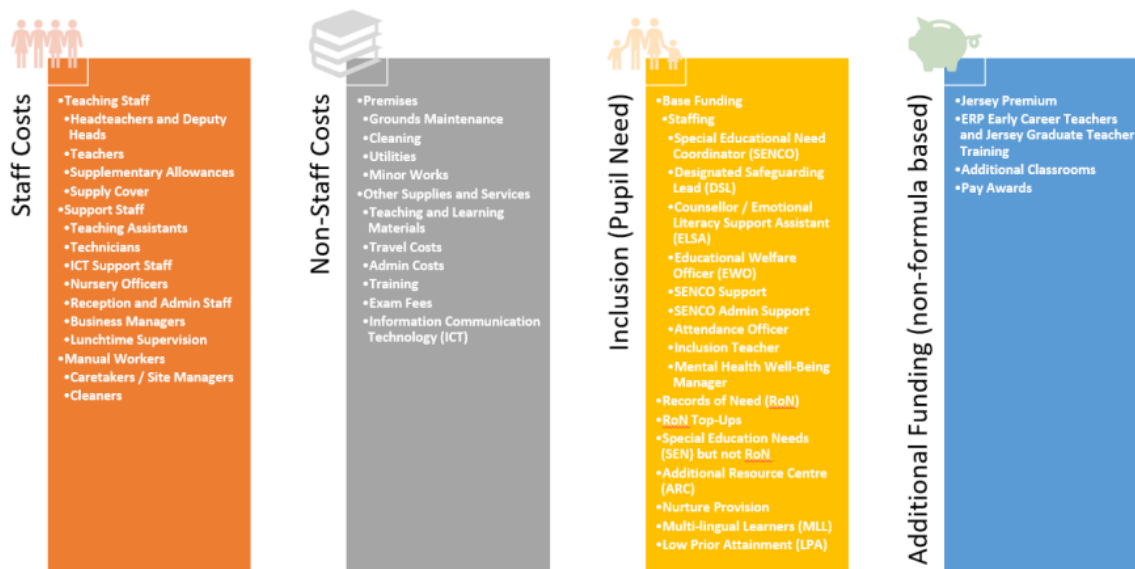 Staff Costs
•Teaching Staff
•Headteachers and Deputy
Heads
•Teachers
•Supplementary Allowances
•Supply Cover
•Support Staff
•Teaching Assistants
•Technicians
•ICT Support Staff
•Nursery Officers
•Reception and Admin Staff
•Business Managers
•Lunchtime Supervision
•Manual Workers
•Caretakers / Site Managers
•Cleaners
Non-Staff Costs
•Premises
•Grounds Maintenance
•Cleaning
•Utilities
•Minor Works
•Other Supplies and Services
•Teaching and Learning
Materials
•Travel Costs
•Admin Costs
•Training
•Exam Fees
•Information Communication
Technology (ICT)
Inclusion (Pupil Need)
•Base Funding
•Staffing
•Special Educational Need
Coordinator (SENCO)
•Designated Safeguarding
Lead (DSL)
•Counsellor / Emotional
Literacy Support Assistant
(ELSA)
•Educational Welfare
Officer (EWO)
•SENCO Support
•SENCO Admin Support
•Attendance Officer
•Inclusion Teacher
•Mental Health Well-Being
Manager
•Records of Need (RoN)
•RoN Top-Ups
•Special Education Needs
(SEN) but not RoN
•Additional Resource Centre
(ARC)
•Nurture Provision
•Multi-lingual Learners (MLL)
•Low Prior Attainment (LPA)
Additional Funding (non-formula based)
•Jersey Premium
•ERP Early Career Teachers
and Jersey Graduate Teacher
Training
•Additional Classrooms
•Pay Awards